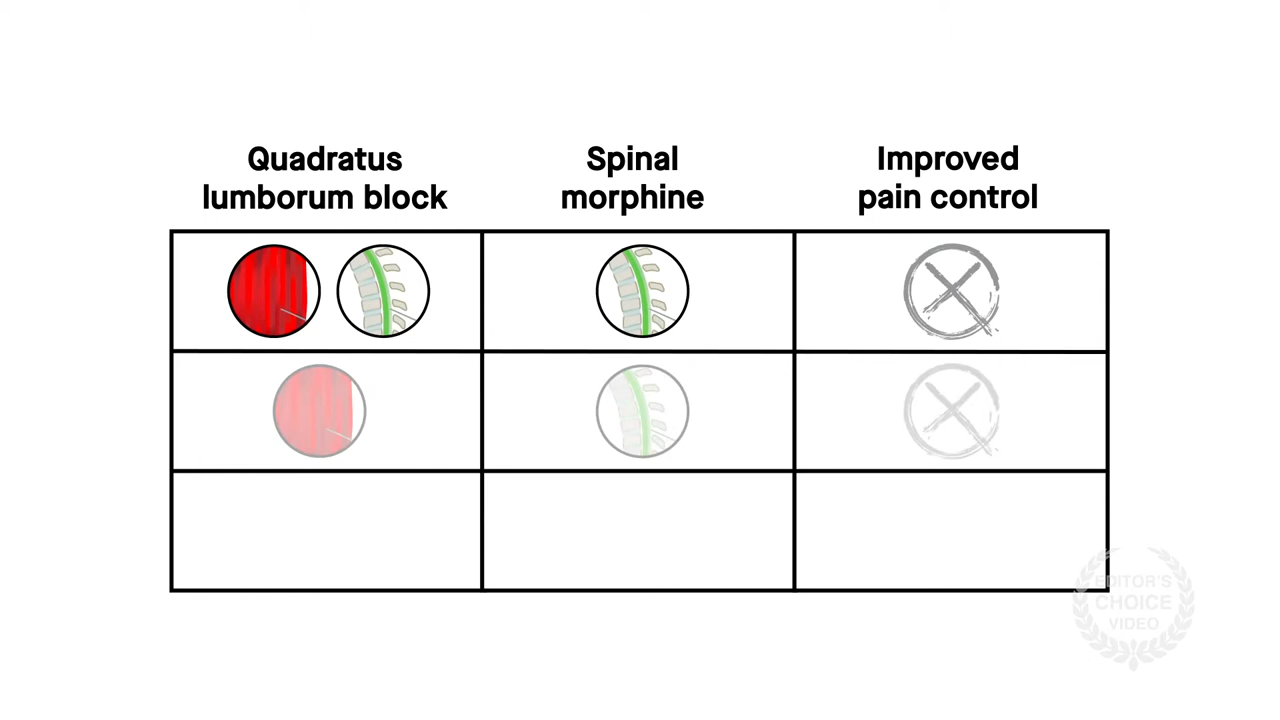 Quadratus
lumborum block
Spinal
morphine
Improved
pain control
EDITOR'S
CHOICE
VIDEO